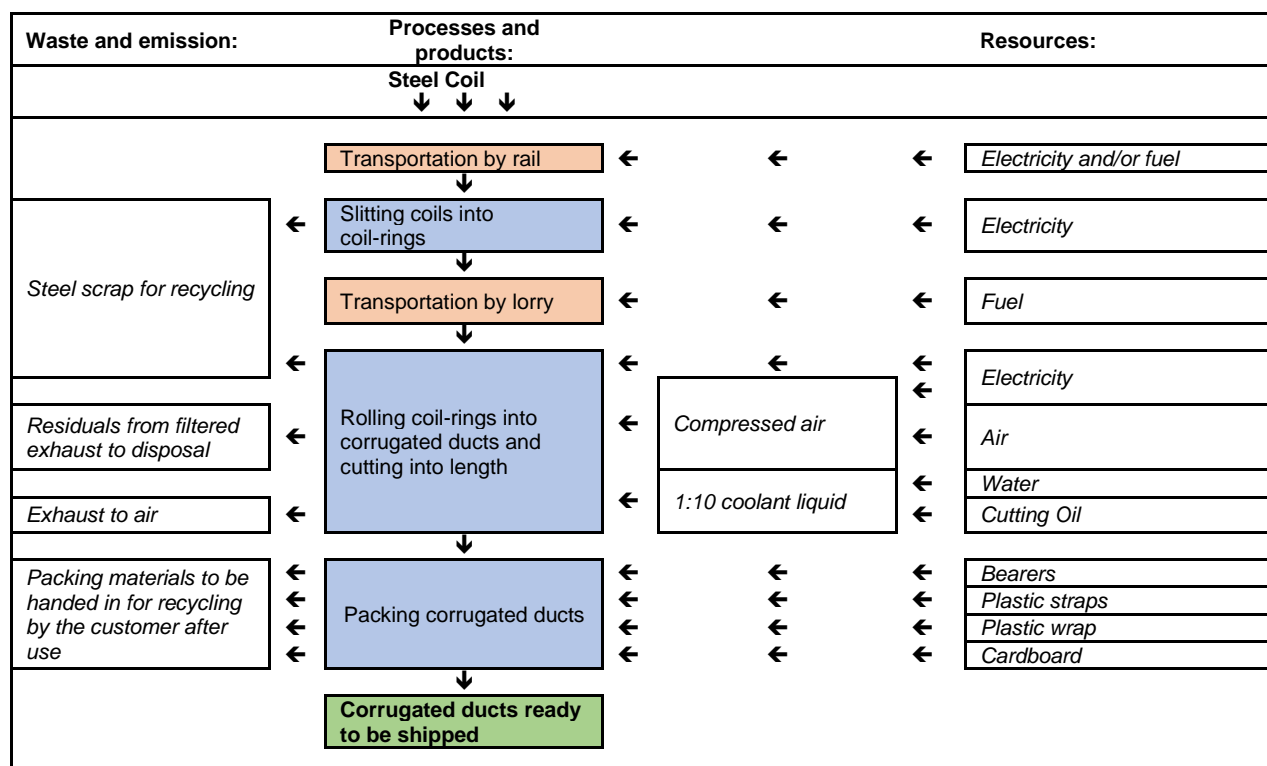 Waste and emission:
Processes and
products:
Resources:
Steel Coil
Transportation by rail
Electricity and/or fuel
Slitting coils into
coil-rings
Electricity
Steel scrap for recycling
Transportation by lorry
Fuel
Rolling coil-rings into
corrugated ducts and
cutting into length
Electricity
Compressed air
Residuals from filtered
exhaust to disposal
Air
1:10 coolant liquid
Water
Exhaust to air
Cutting Oil
Packing materials to be
handed in for recycling
by the customer after
use
Packing corrugated ducts
Bearers
Plastic straps
Plastic wrap
Cardboard
Corrugated ducts ready
to be shipped